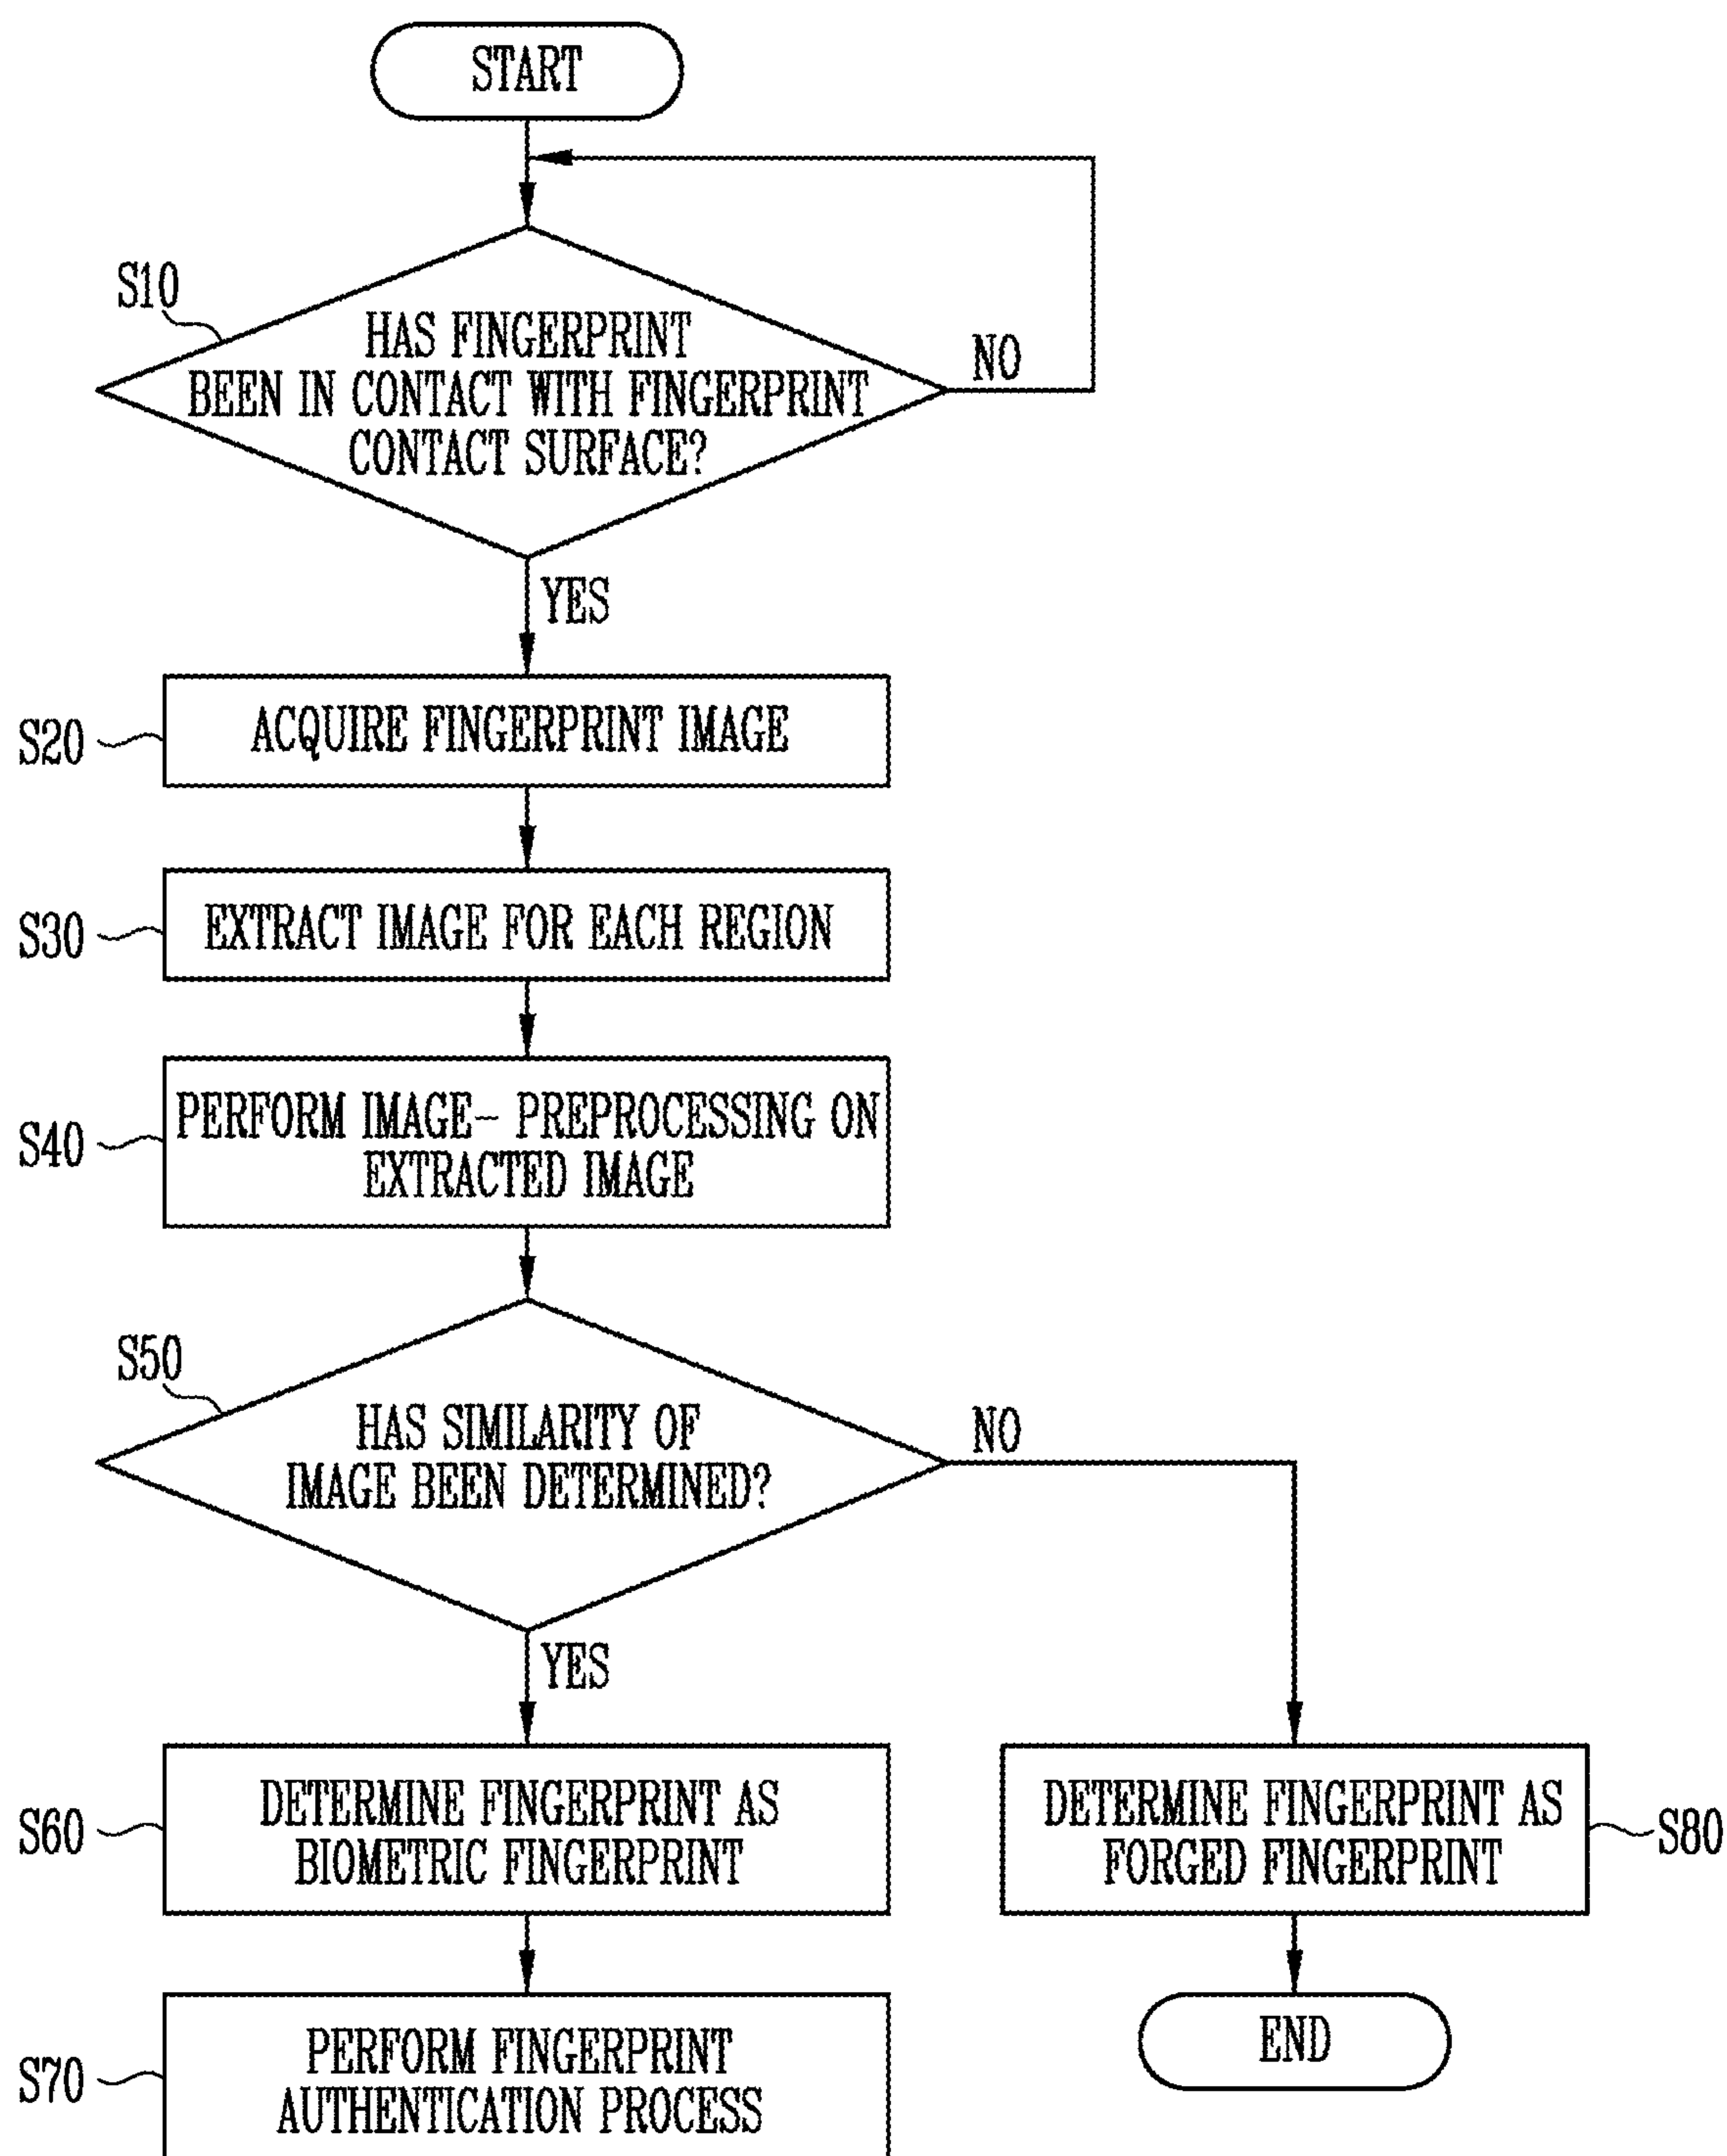 START
S10
HAS FINGERPRINT
BEEN IN CONTACT WITH FINGERPRINT
CONTACT SURFACE?
NO
YES
S20
ACQUIRE FINGERPRINT IMAGE
S30
EXTRACT IMAGE FOR EACH REGION
S40
PERFORM IMAGE- PREPROCESSING ON
EXTRACTED IMAGE
S50
HAS SIMILARITY OF
IMAGE BEEN DETERMINED?
NO
YES
S60
DETERMINE FINGERPRINT AS
BIOMETRIC FINGERPRINT
DETERMINE FINGERPRINT AS
FORGED FINGERPRINT
S80
S70
PERFORM FINGERPRINT
AUTHENTICATION PROCESS
END